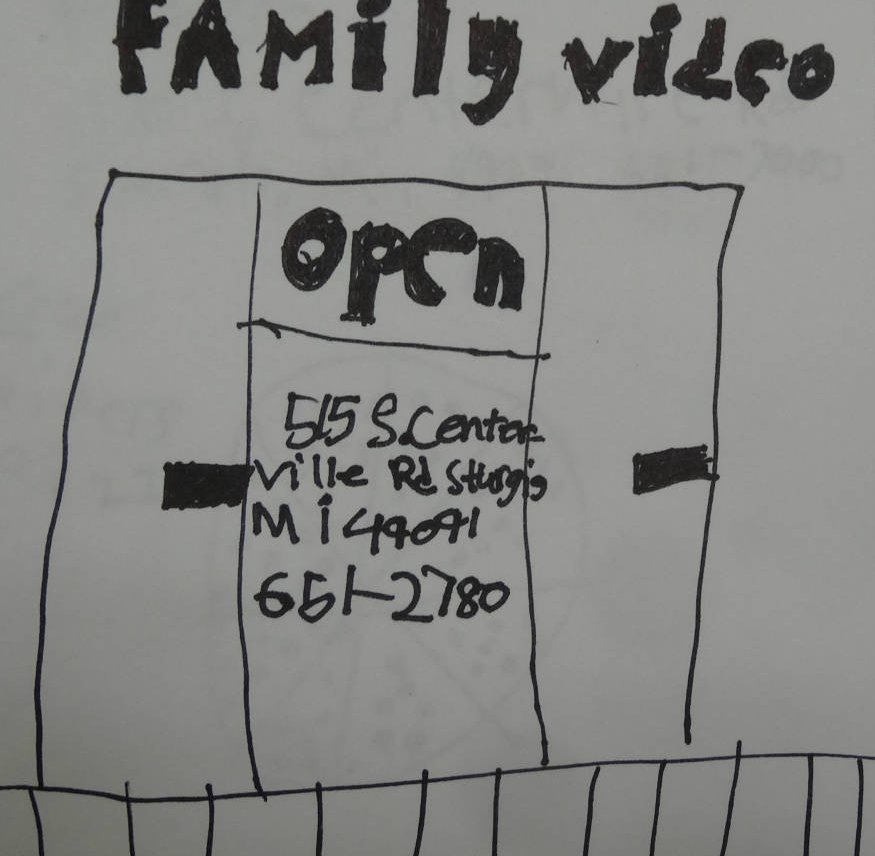 FAMily video
open
515 S. Center
ville Rd Sturgis
Mi 49091
651-2780